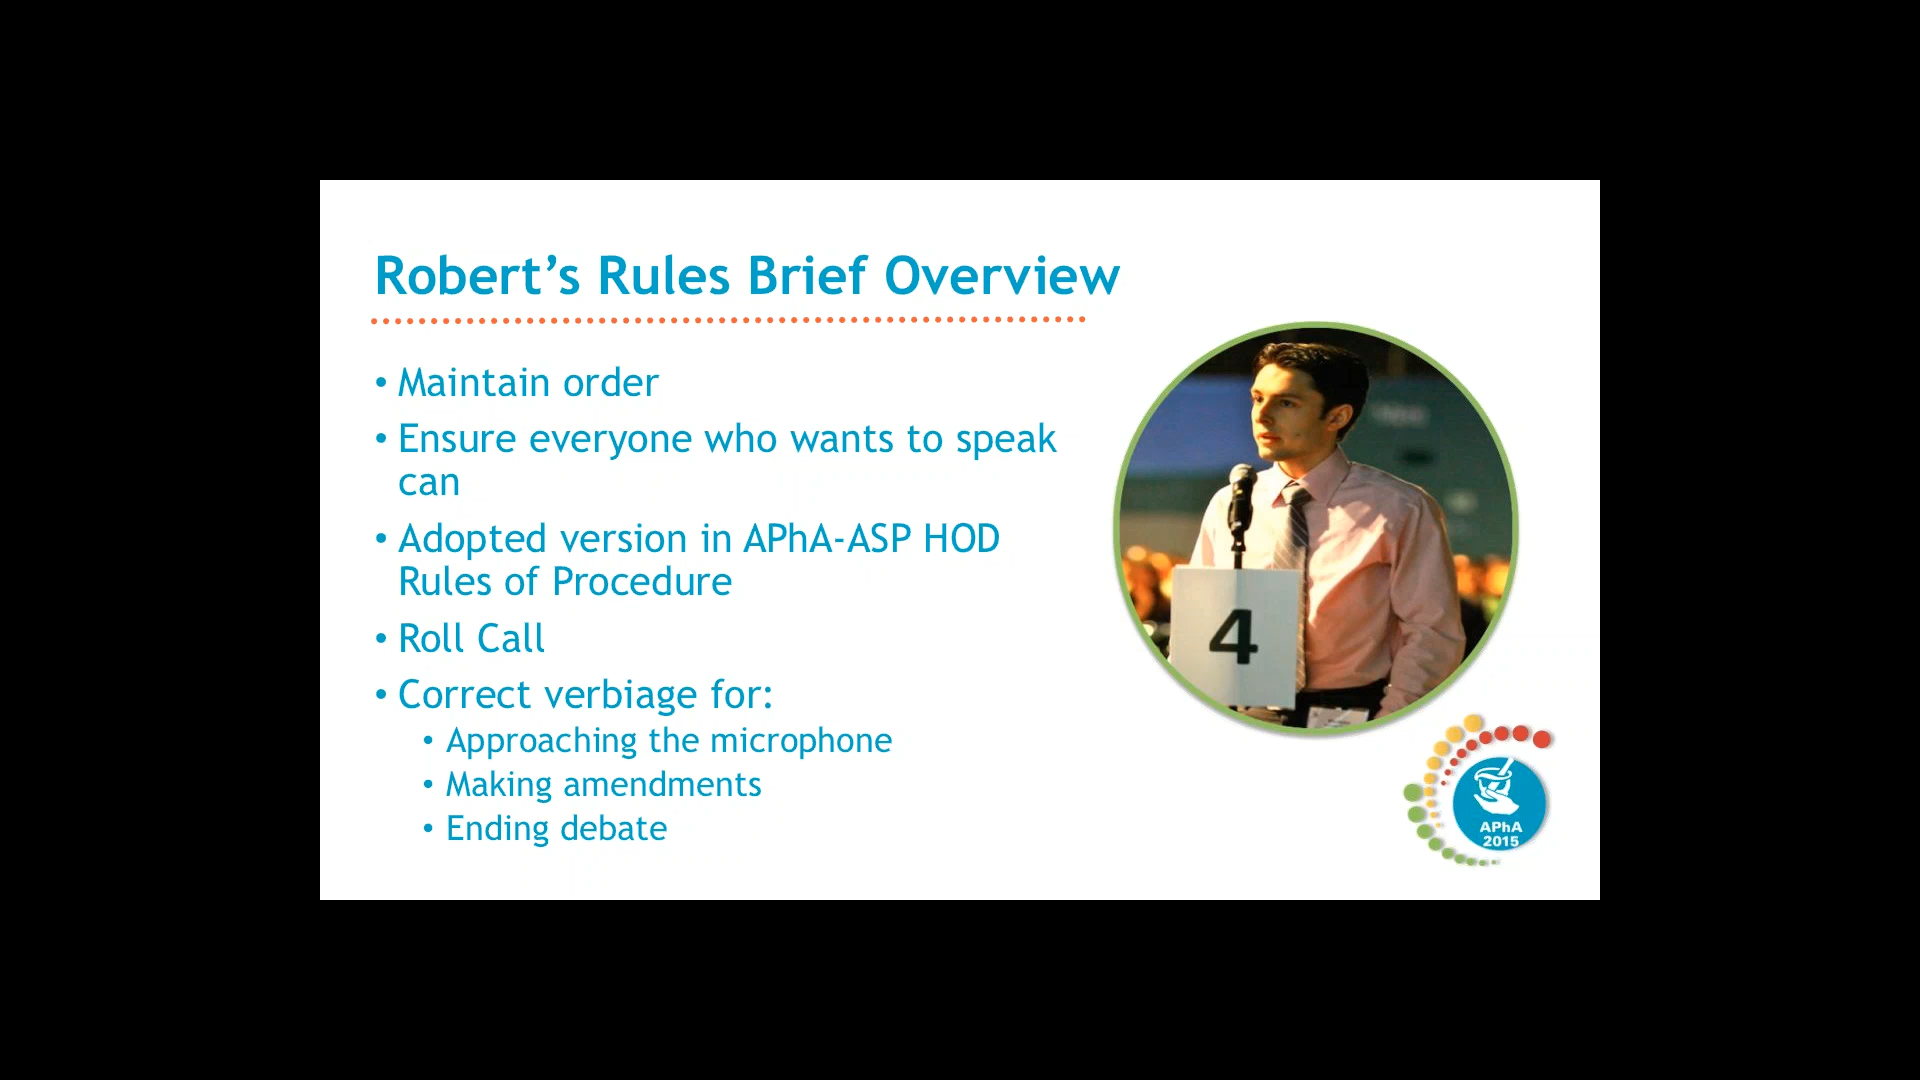 Robert’s Rules Brief Overview
• Maintain order
• Ensure everyone who wants to speak
can
• Adopted version in APhA-ASP HOD
Rules of Procedure
• Roll Call
• Correct verbiage for:
• Approaching the microphone
• Making amendments
• Ending debate
4
APhA
2015